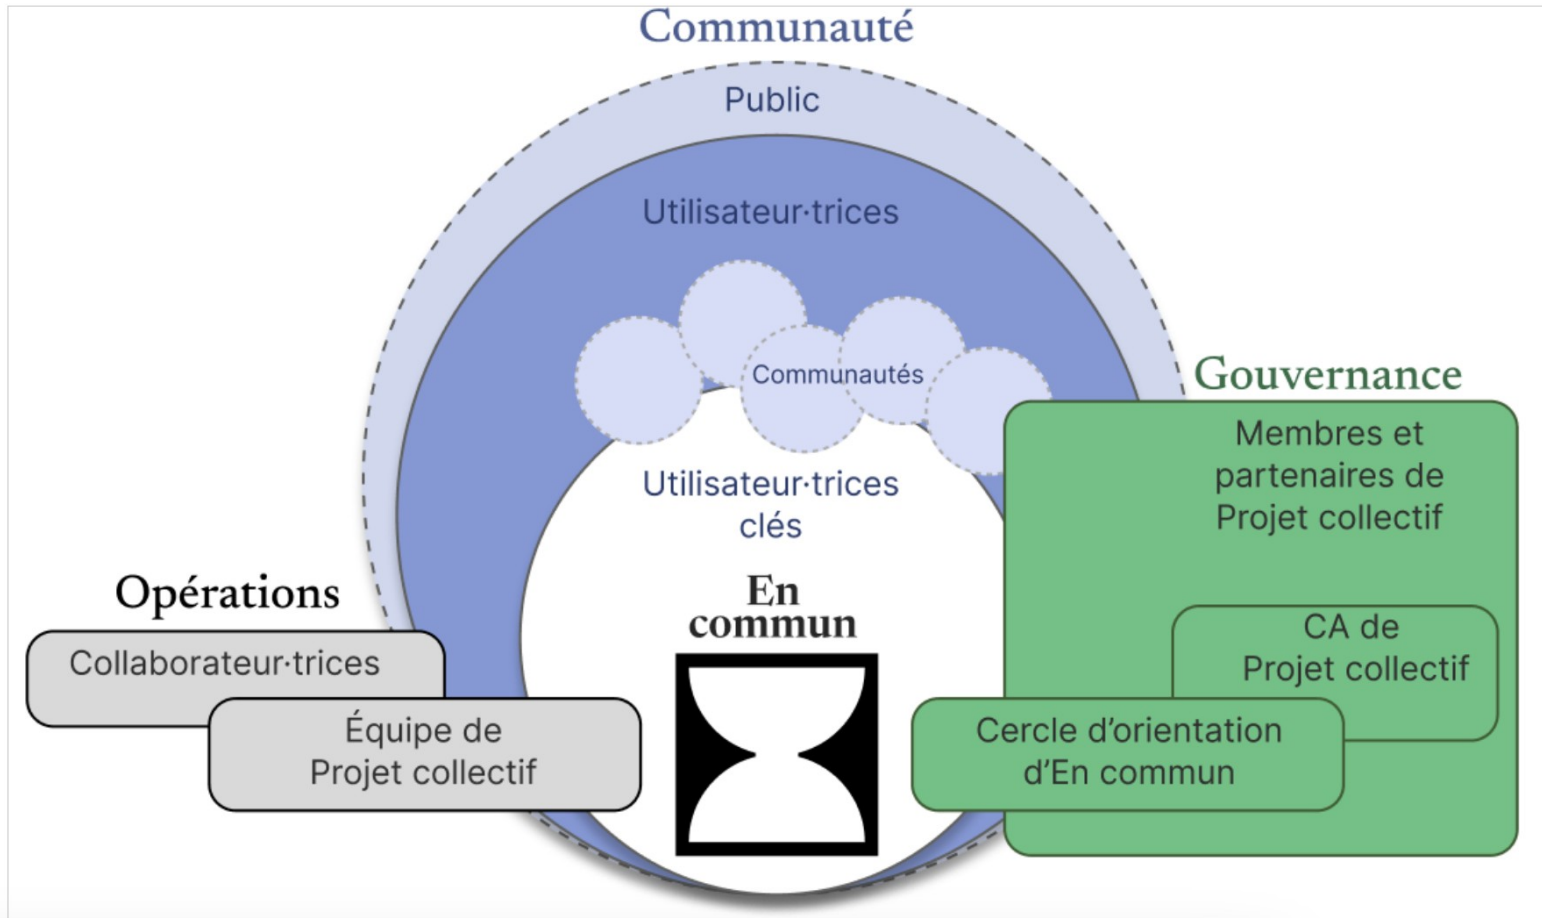 Communauté
Public
Utilisateur·trices
Communautés
Gouvernance
Membres et
partenaires de
Projet collectif
Utilisateur·trices
clés
Opérations
En
commun
Collaborateur·trices
CA de
Projet collectif
Équipe de
Projet collectif
Cercle d’orientation
d’En commun